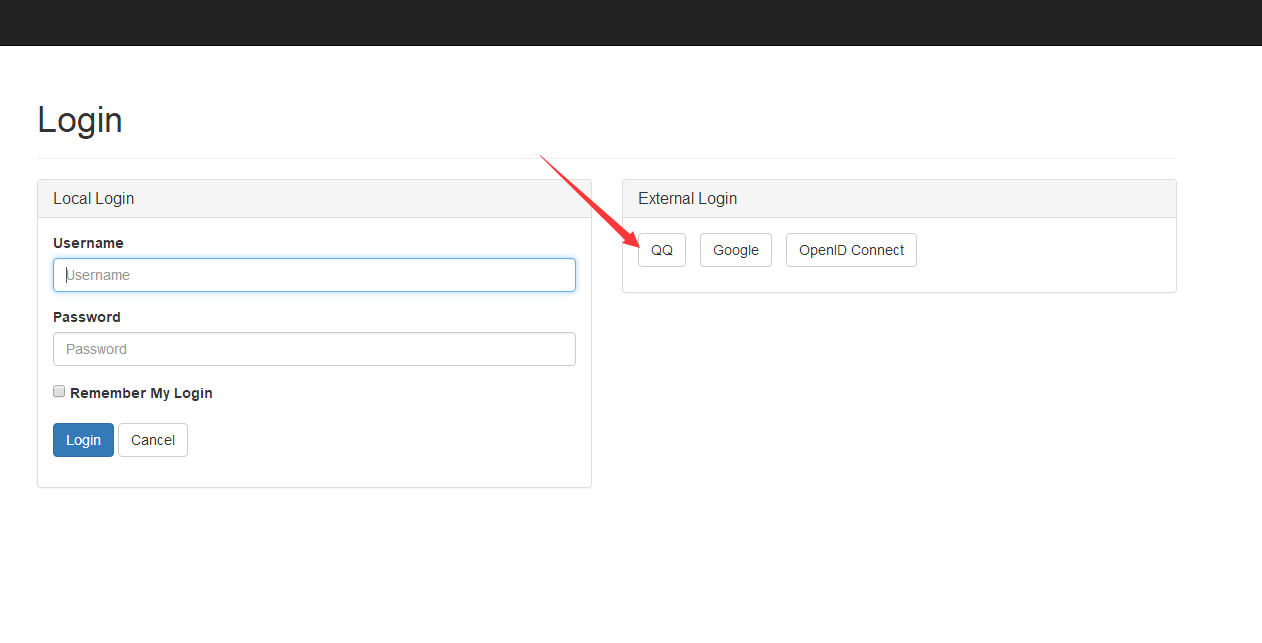 Login
Local Login
Username
Username
Password
Password
Remember My Login
Login Cancel
External Login
QQ Google OpenID Connect